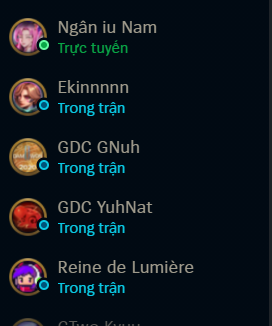 Ngân iu Nam
Trực tuyến
Ekinnnnn
Trong trận
GDC GNuh
Trong trận
GDC YuhNat
Trong trận
Reine de Lumière
Trong trận